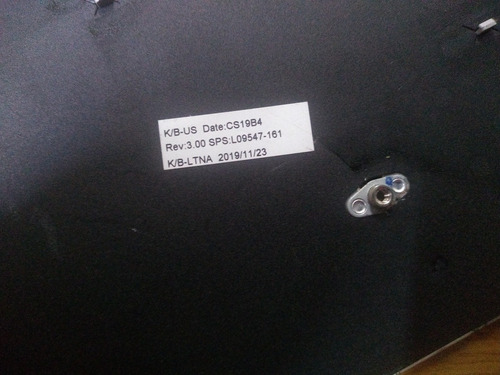 K/B-US Date:CS19B4
Rev:3.00 SPS:L09547-161
K/B-LTNA 2019/11/23